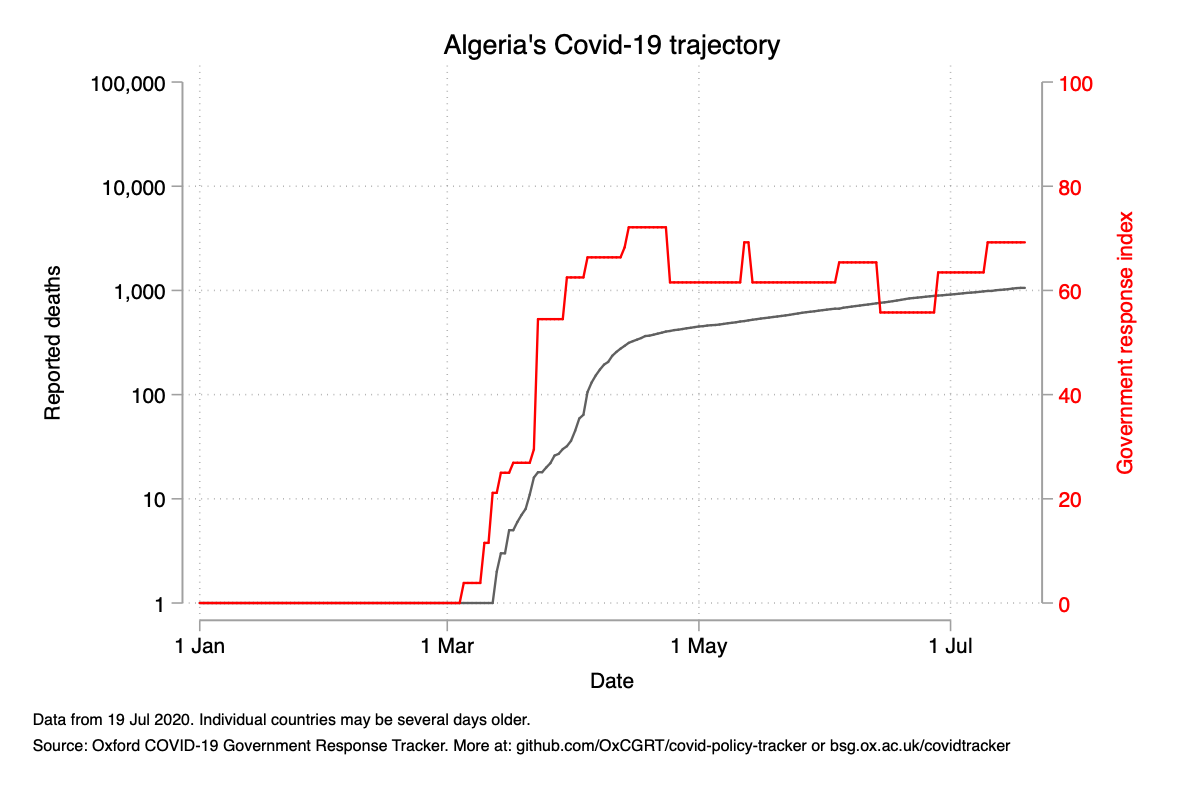 Algeria's Covid-19 trajectory
100,000
10,000
1,000
100
10
1
Reported deaths
100
80
60
40
20
0
Government response index
1 Jan
1 Mar
1 May
1 Jul
Date
Data from 19 Jul 2020. Individual countries may be several days older.
Source: Oxford COVID-19 Government Response Tracker. More at: github.com/OxCGRT/covid-policy-tracker or bsg.ox.ac.uk/covidtracker